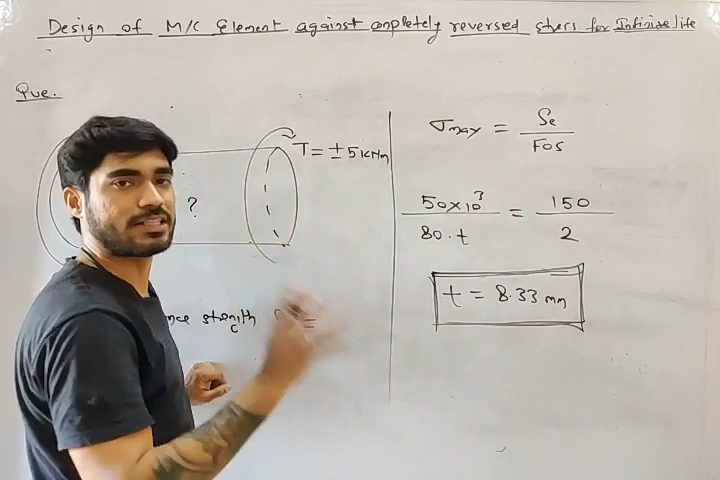 Design of M/C Element against completely reversed stress for Infinite life
Que.
T = ± 5 kNm
?
nce strength =
σmax = Se / FOS
50×10³ / 80·t = 150 / 2
t = 8.33 mm